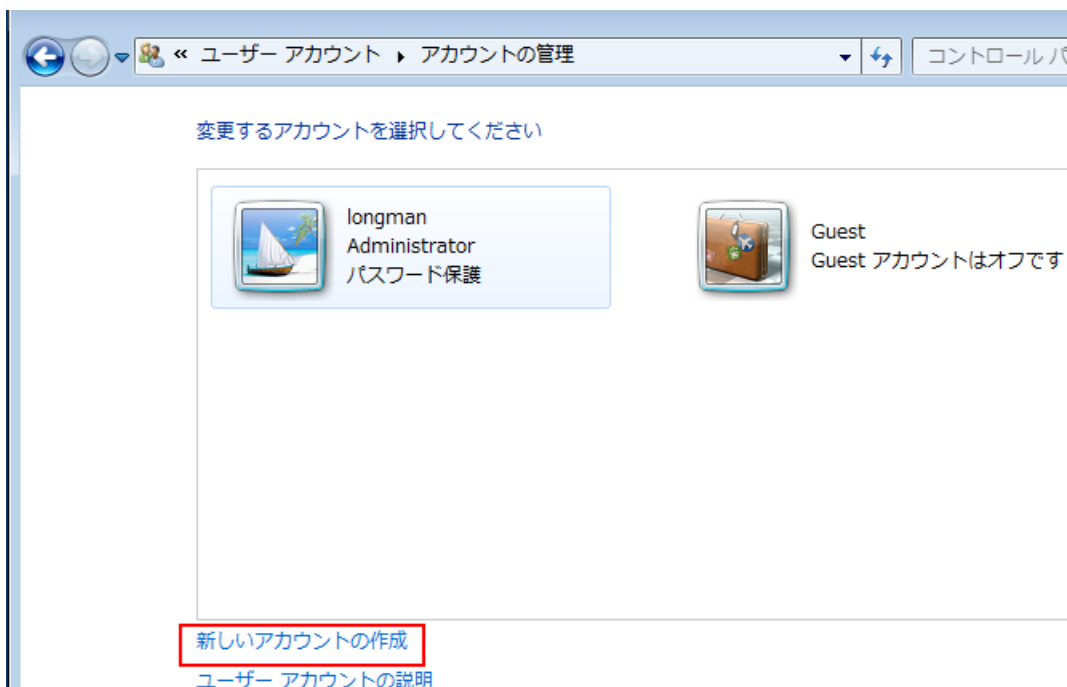 « ユーザー アカウント ▸ アカウントの管理
コントロール パ
変更するアカウントを選択してください
longman
Administrator
パスワード保護
Guest
Guest アカウントはオフです
新しいアカウントの作成
ユーザー アカウントの説明